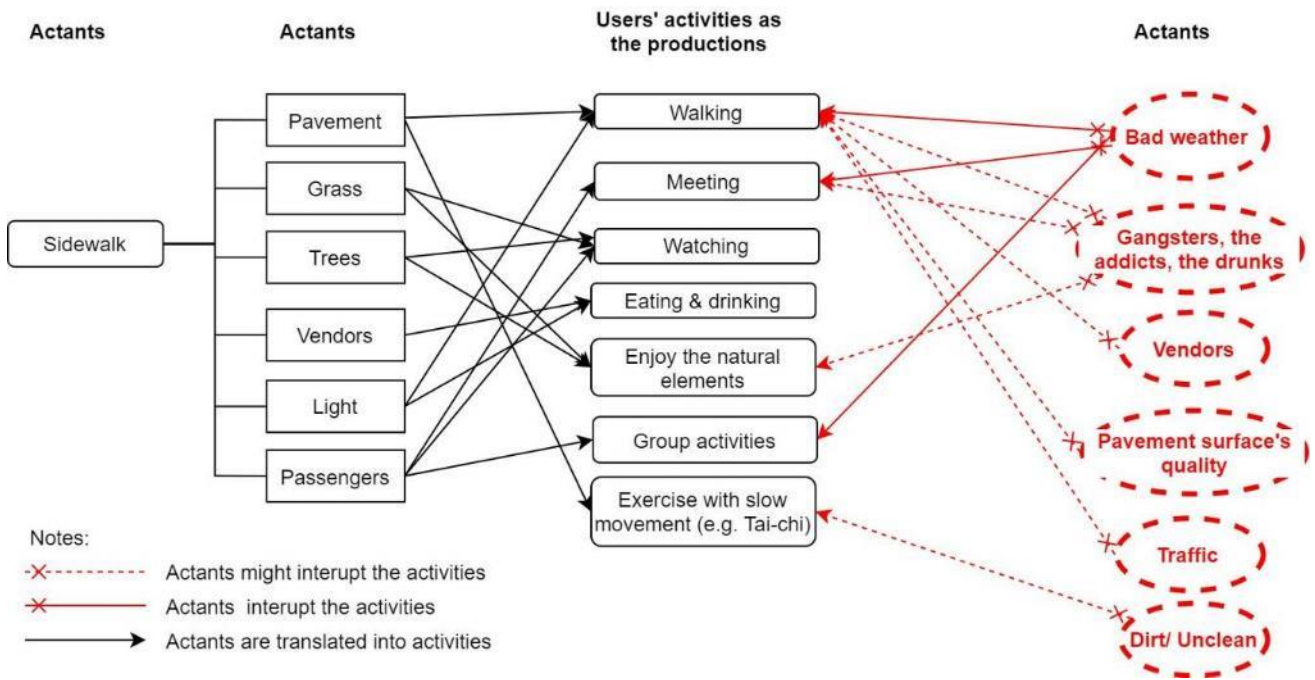 Actants
Actants
Users' activities as
the productions
Actants
Sidewalk
Pavement
Grass
Trees
Vendors
Light
Passengers
Walking
Meeting
Watching
Eating & drinking
Enjoy the natural
elements
Group activities
Exercise with slow
movement (e.g. Tai-chi)
Bad weather
Gangsters, the
addicts, the drunks
Vendors
Pavement surface's
quality
Traffic
Dirt/ Unclean
Notes:
Actants might interupt the activities
Actants interupt the activities
Actants are translated into activities